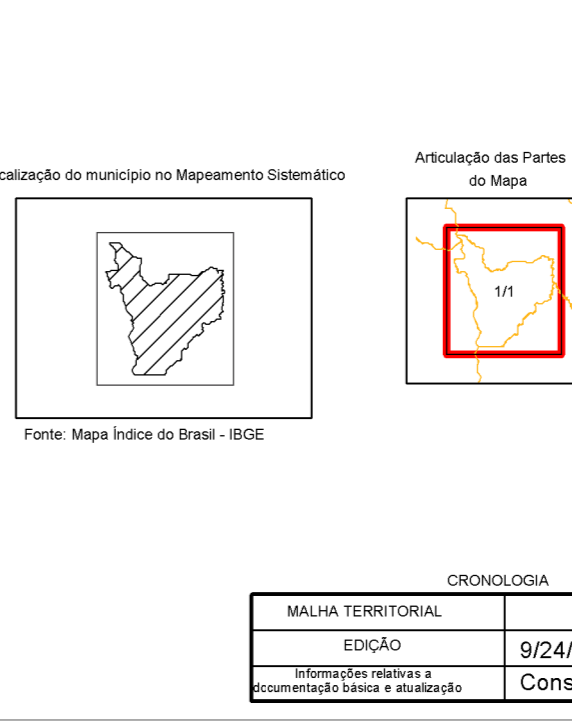 calização do município no Mapeamento Sistemático
Articulação das Partes
do Mapa
1/1
Fonte: Mapa Índice do Brasil - IBGE
CRONOLOGIA
MALHA TERRITORIAL
EDIÇÃO
9/24/
Informações relativas a
dccumentação básica e atualização
Cons